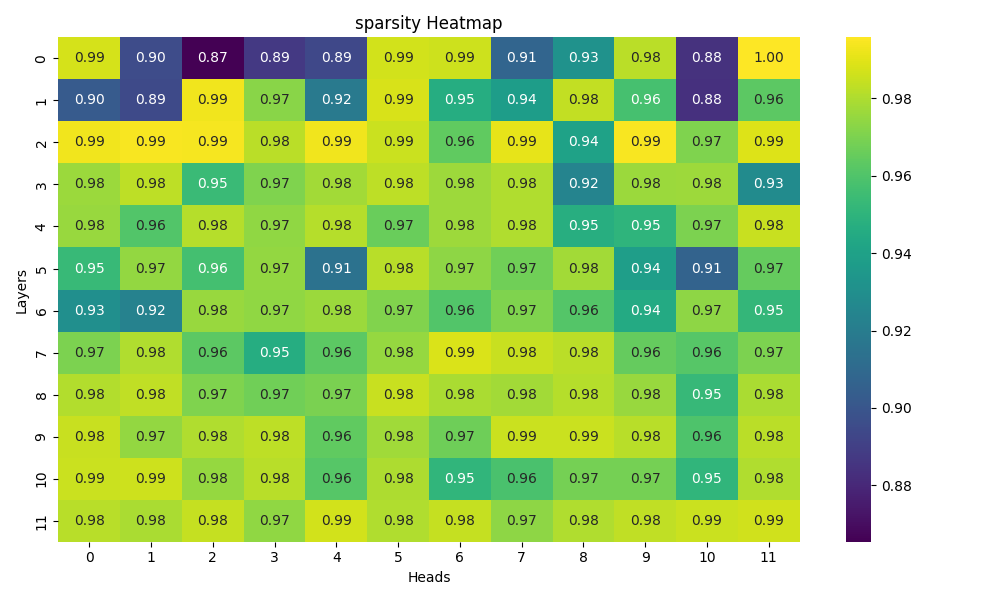 sparsity Heatmap
0 0.99 0.90 0.87 0.89 0.89 0.99 0.99 0.91 0.93 0.98 0.88 1.00
1 0.90 0.89 0.99 0.97 0.92 0.99 0.95 0.94 0.98 0.96 0.88 0.96
2 0.99 0.99 0.99 0.98 0.99 0.99 0.96 0.99 0.94 0.99 0.97 0.99
3 0.98 0.98 0.95 0.97 0.98 0.98 0.98 0.98 0.92 0.98 0.98 0.93
4 0.98 0.96 0.98 0.97 0.98 0.97 0.98 0.98 0.95 0.95 0.97 0.98
5 0.95 0.97 0.96 0.97 0.91 0.98 0.97 0.97 0.98 0.94 0.91 0.97
6 0.93 0.92 0.98 0.97 0.98 0.97 0.96 0.97 0.96 0.94 0.97 0.95
7 0.97 0.98 0.96 0.95 0.96 0.98 0.99 0.98 0.98 0.96 0.96 0.97
8 0.98 0.98 0.97 0.97 0.97 0.98 0.98 0.98 0.98 0.98 0.95 0.98
9 0.98 0.97 0.98 0.98 0.96 0.98 0.97 0.99 0.99 0.98 0.96 0.98
10 0.99 0.99 0.98 0.98 0.96 0.98 0.95 0.96 0.97 0.97 0.95 0.98
11 0.98 0.98 0.98 0.97 0.99 0.98 0.98 0.97 0.98 0.98 0.99 0.99
0 1 2 3 4 5 6 7 8 9 10 11
Heads
Layers
0.98
0.96
0.94
0.92
0.90
0.88